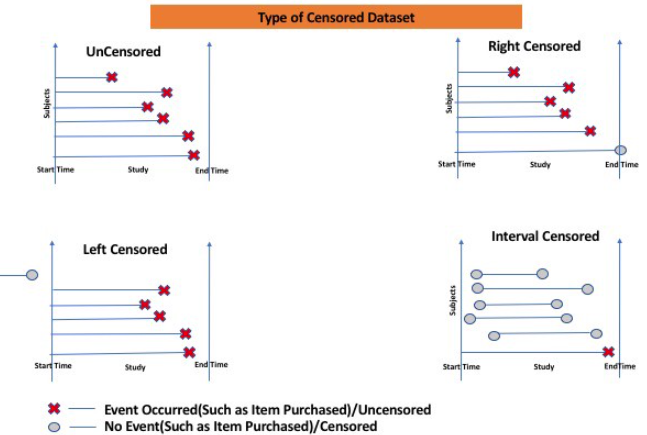 Type of Censored Dataset
UnCensored
Subjects
Start Time
Study
End Time
Right Censored
Subjects
Start Time
Study
End Time
Left Censored
Start Time
Study
End Time
Interval Censored
Subjects
Start Time
Study
EndTime
Event Occurred(Such as Item Purchased)/Uncensored
No Event(Such as Item Purchased)/Censored